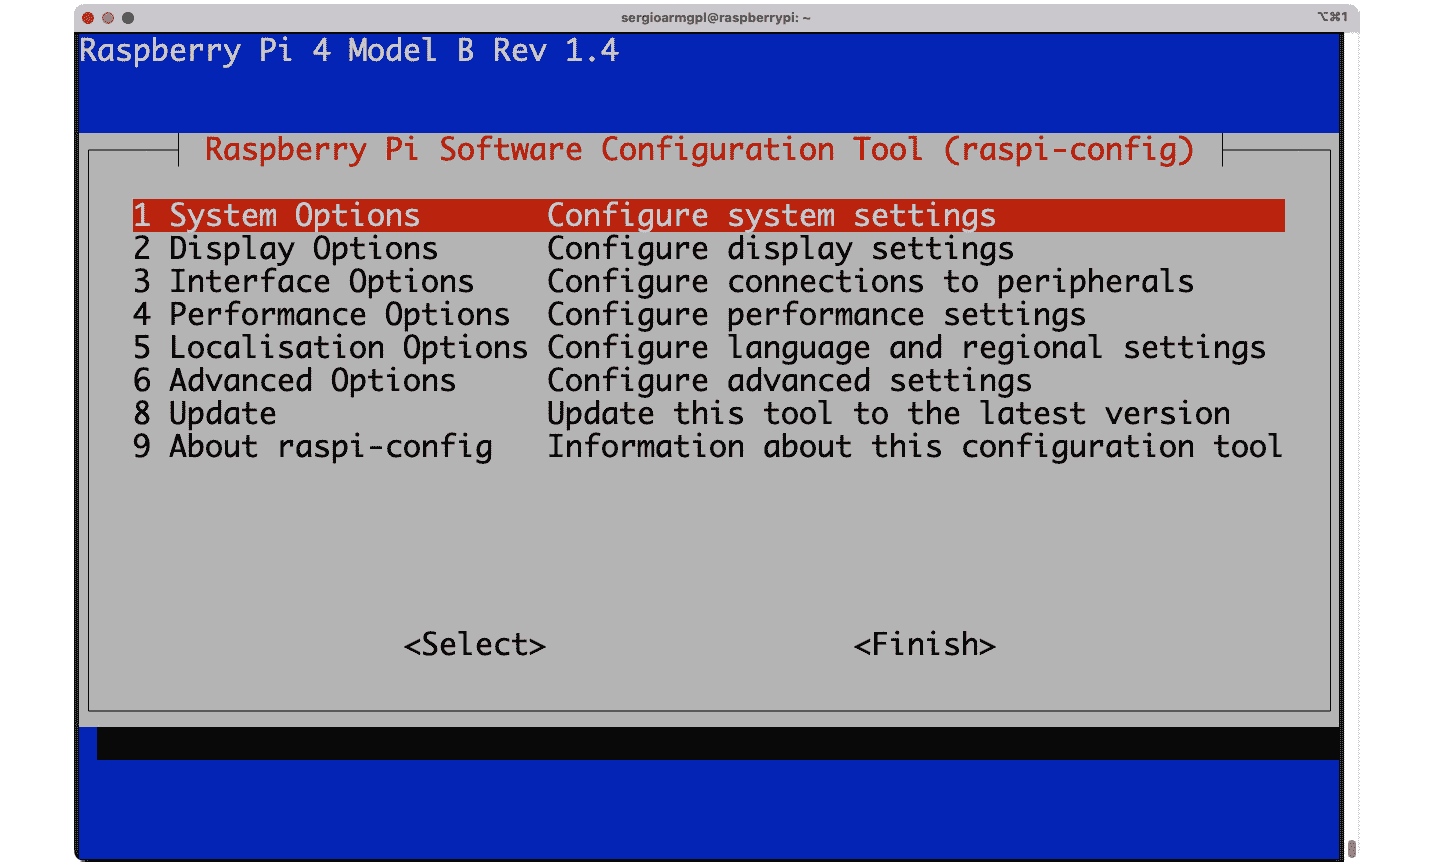 sergioarmgpl@raspberrypi: ~
⌥⌘1
Raspberry Pi 4 Model B Rev 1.4
Raspberry Pi Software Configuration Tool (raspi-config)
1 System Options Configure system settings
2 Display Options Configure display settings
3 Interface Options Configure connections to peripherals
4 Performance Options Configure performance settings
5 Localisation Options Configure language and regional settings
6 Advanced Options Configure advanced settings
8 Update Update this tool to the latest version
9 About raspi-config Information about this configuration tool
<Select> <Finish>